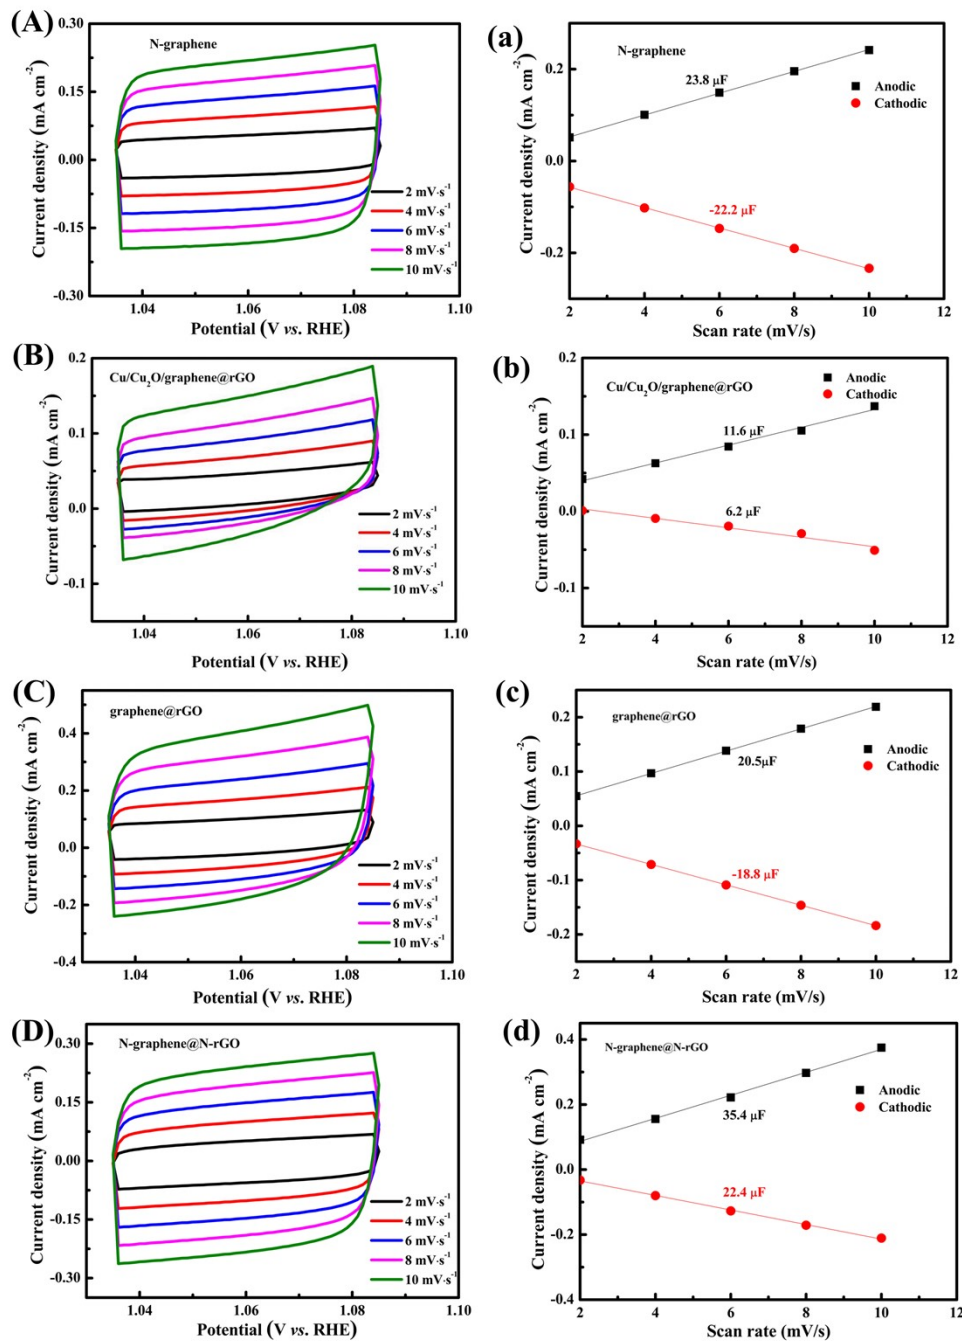 (A)
N-graphene
0.30
0.15
0.00
-0.15
-0.30
Current density (mA cm⁻²)
2 mV·s⁻¹
4 mV·s⁻¹
6 mV·s⁻¹
8 mV·s⁻¹
10 mV·s⁻¹
1.04 1.06 1.08 1.10
Potential (V vs. RHE)
(a)
N-graphene
0.2
0.0
-0.2
Current density (mA cm⁻²)
23.8 μF
-22.2 μF
Anodic
Cathodic
2 4 6 8 10 12
Scan rate (mV/s)
(B)
Cu/Cu₂O/graphene@rGO
0.2
0.1
0.0
-0.1
Current density (mA cm⁻²)
2 mV·s⁻¹
4 mV·s⁻¹
6 mV·s⁻¹
8 mV·s⁻¹
10 mV·s⁻¹
1.04 1.06 1.08 1.10
Potential (V vs. RHE)
(b)
Cu/Cu₂O/graphene@rGO
0.2
0.1
0.0
-0.1
Current density (mA cm⁻²)
11.6 μF
6.2 μF
Anodic
Cathodic
2 4 6 8 10 12
Scan rate (mV/s)
(C)
graphene@rGO
0.4
0.2
0.0
-0.2
-0.4
Current density (mA cm⁻²)
2 mV·s⁻¹
4 mV·s⁻¹
6 mV·s⁻¹
8 mV·s⁻¹
10 mV·s⁻¹
1.04 1.06 1.08 1.10
Potential (V vs. RHE)
(c)
graphene@rGO
0.2
0.1
0.0
-0.1
-0.2
Current density (mA cm⁻²)
20.5μF
-18.8 μF
Anodic
Cathodic
2 4 6 8 10 12
Scan rate (mV/s)
(D)
N-graphene@N-rGO
0.30
0.15
0.00
-0.15
-0.30
Current density (mA cm⁻²)
2 mV·s⁻¹
4 mV·s⁻¹
6 mV·s⁻¹
8 mV·s⁻¹
10 mV·s⁻¹
1.04 1.06 1.08 1.10
Potential (V vs. RHE)
(d)
N-graphene@N-rGO
0.4
0.2
0.0
-0.2
-0.4
Current density (mA cm⁻²)
35.4 μF
22.4 μF
Anodic
Cathodic
2 4 6 8 10 12
Scan rate (mV/s)